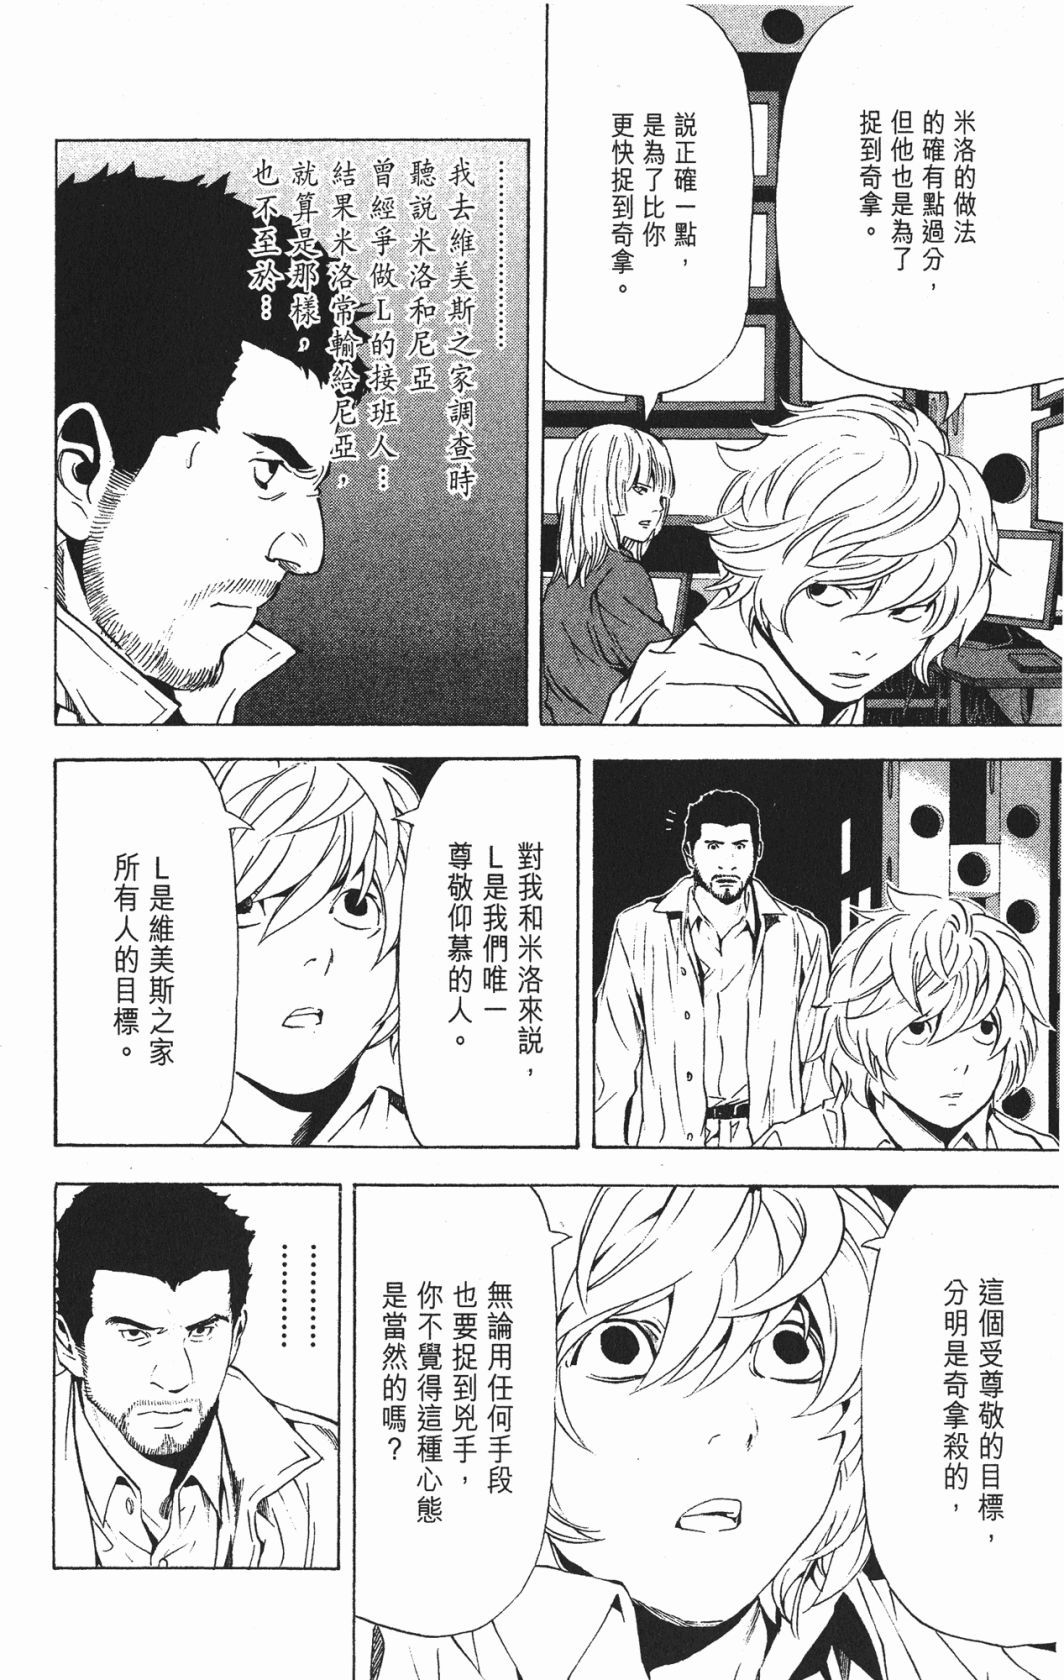 米洛的做法
的確有點過分，
但他也是為了
捉到奇拿。
說正確一點，
是為了比你
更快捉到奇拿。
………………
我去維美斯之家調查時
聽說米洛和尼亞
曾經爭做L的接班人…
結果米洛常輸給尼亞，
就算是那樣，
也不至於…
對我和米洛來說，
L是我們唯一
尊敬仰慕的人。
L是維美斯之家
所有人的目標。
這個受尊敬的目標，
分明是奇拿殺的，
無論用任何手段
也要捉到兇手，
你不覺得這種心態
是當然的嗎？
…………
…………